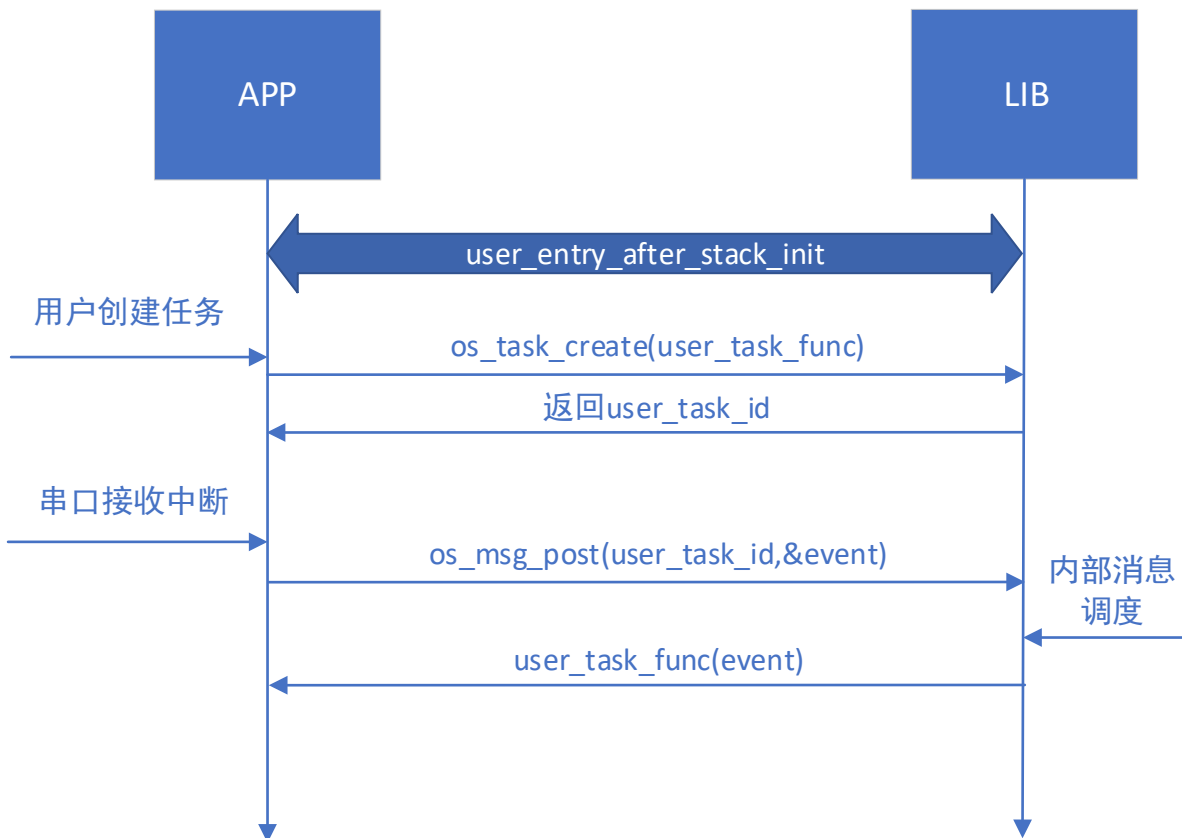 APP
LIB
user_entry_after_stack_init
用户创建任务
os_task_create(user_task_func)
返回user_task_id
串口接收中断
os_msg_post(user_task_id,&event)
内部消息
调度
user_task_func(event)